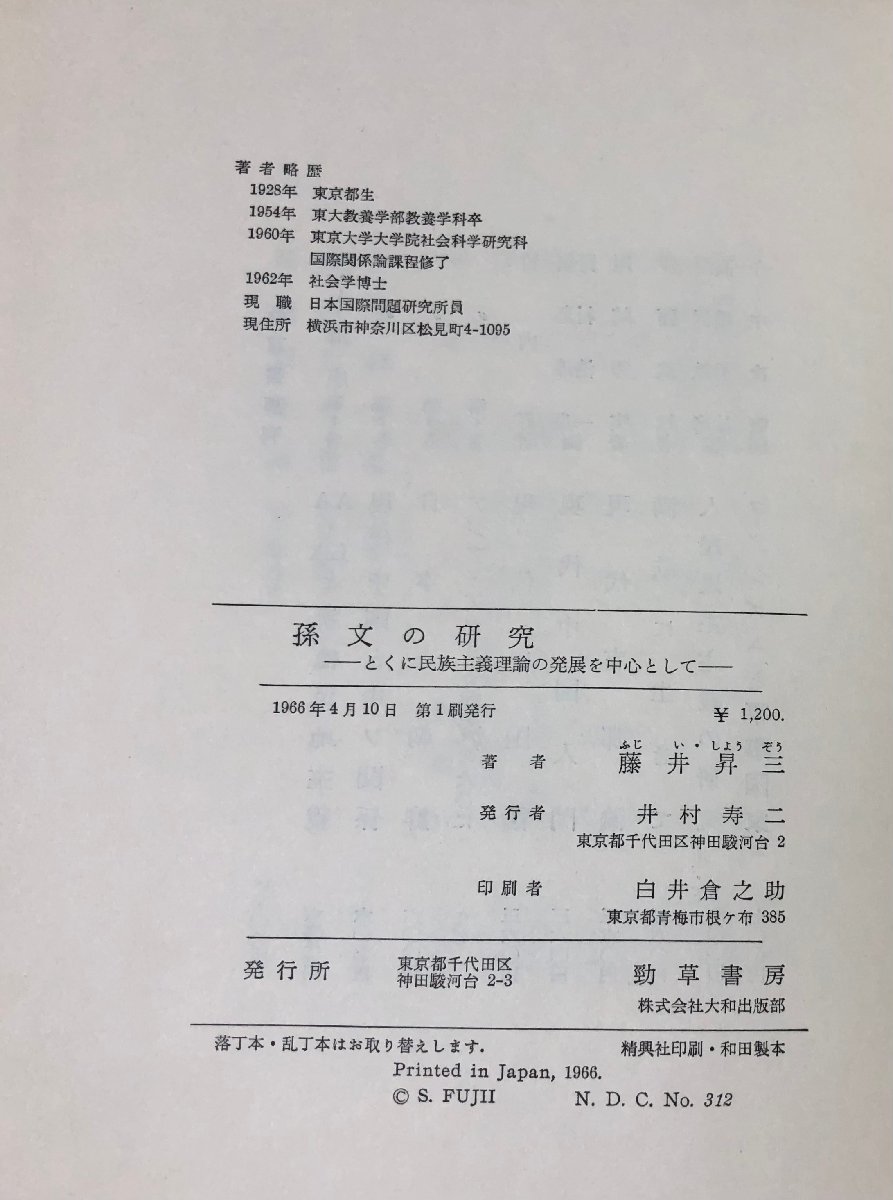 著者略歴
1928年 東京都生
1954年 東大教養学部教養学科卒
1960年 東京大学大学院社会科学研究科
国際関係論課程修了
1962年 社会学博士
現職 日本国際問題研究所員
現住所 横浜市神奈川区松見町4-1095
孫文の研究
――とくに民族主義理論の発展を中心として――
1966年4月10日 第1刷発行 ¥ 1,200.
ふじ い・しよう ぞう
著者 藤井昇三
発行者 井村寿二
東京都千代田区神田駿河台 2
印刷者 白井倉之助
東京都青梅市根ケ布 385
発行所 東京都千代田区 神田駿河台 2-3 勁草書房
株式会社大和出版部
落丁本・乱丁本はお取り替えします. 精興社印刷・和田製本
Printed in Japan, 1966.
© S. FUJII N. D. C. No. 312